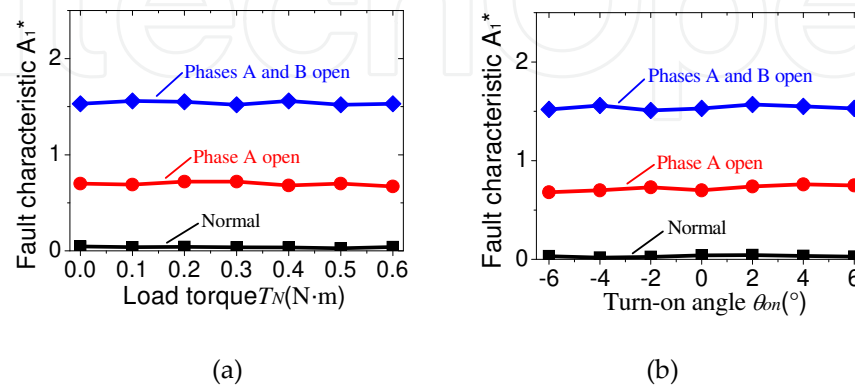 Fault characteristic A₁*
2
1
0
Phases A and B open
Phase A open
Normal
0.0 0.1 0.2 0.3 0.4 0.5 0.6
Load torqueTN(N·m)
(a)
Fault characteristic A₁*
2
1
0
Phases A and B open
Phase A open
Normal
-6 -4 -2 0 2 4 6
Turn-on angle θon(°)
(b)